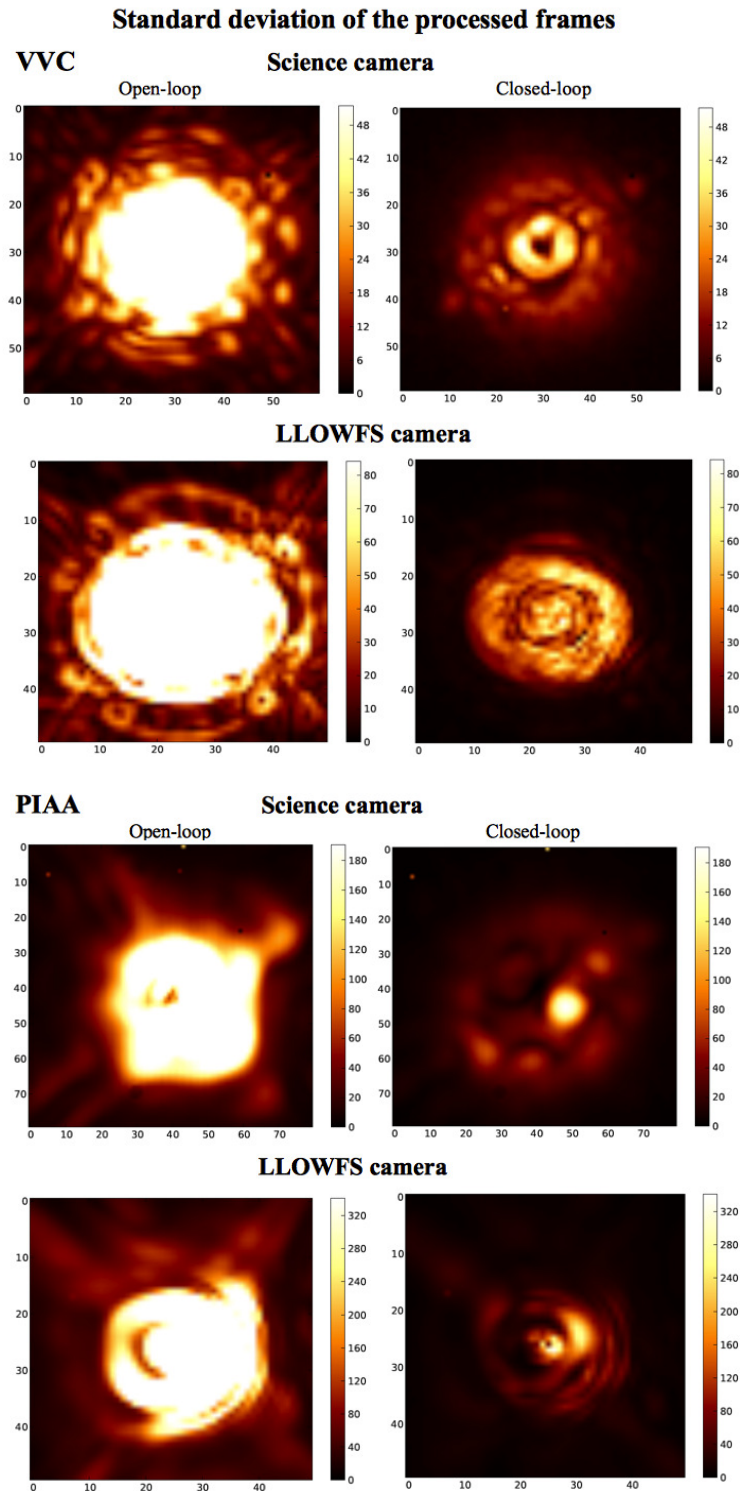 Standard deviation of the processed frames
VVC Science camera
Open-loop Closed-loop
0 10 20 30 40 50
0 10 20 30 40 50
48 42 36 30 24 18 12 6 0
0 10 20 30 40 50
0 10 20 30 40 50
48 42 36 30 24 18 12 6 0
LLOWFS camera
0 10 20 30 40
0 10 20 30 40
80 70 60 50 40 30 20 10 0
0 10 20 30 40
0 10 20 30 40
80 70 60 50 40 30 20 10 0
PIAA Science camera
Open-loop Closed-loop
0 10 20 30 40 50 60 70
0 10 20 30 40 50 60 70
180 160 140 120 100 80 60 40 20 0
0 10 20 30 40 50 60 70
0 10 20 30 40 50 60 70
180 160 140 120 100 80 60 40 20 0
LLOWFS camera
0 10 20 30 40
0 10 20 30 40
320 280 240 200 160 120 80 40 0
0 10 20 30 40
0 10 20 30 40
320 280 240 200 160 120 80 40 0